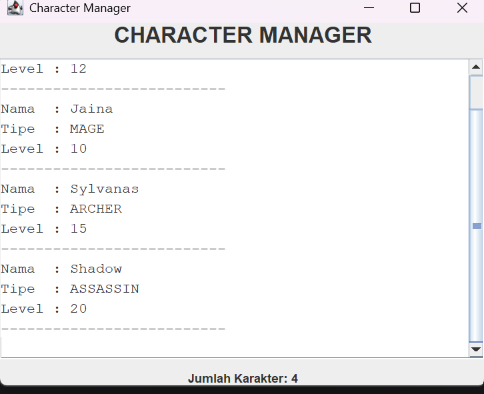 Character Manager
CHARACTER MANAGER
Level : 12
-------------------------
Nama  : Jaina
Tipe  : MAGE
Level : 10
-------------------------
Nama  : Sylvanas
Tipe  : ARCHER
Level : 15
-------------------------
Nama  : Shadow
Tipe  : ASSASSIN
Level : 20
-------------------------
Jumlah Karakter: 4